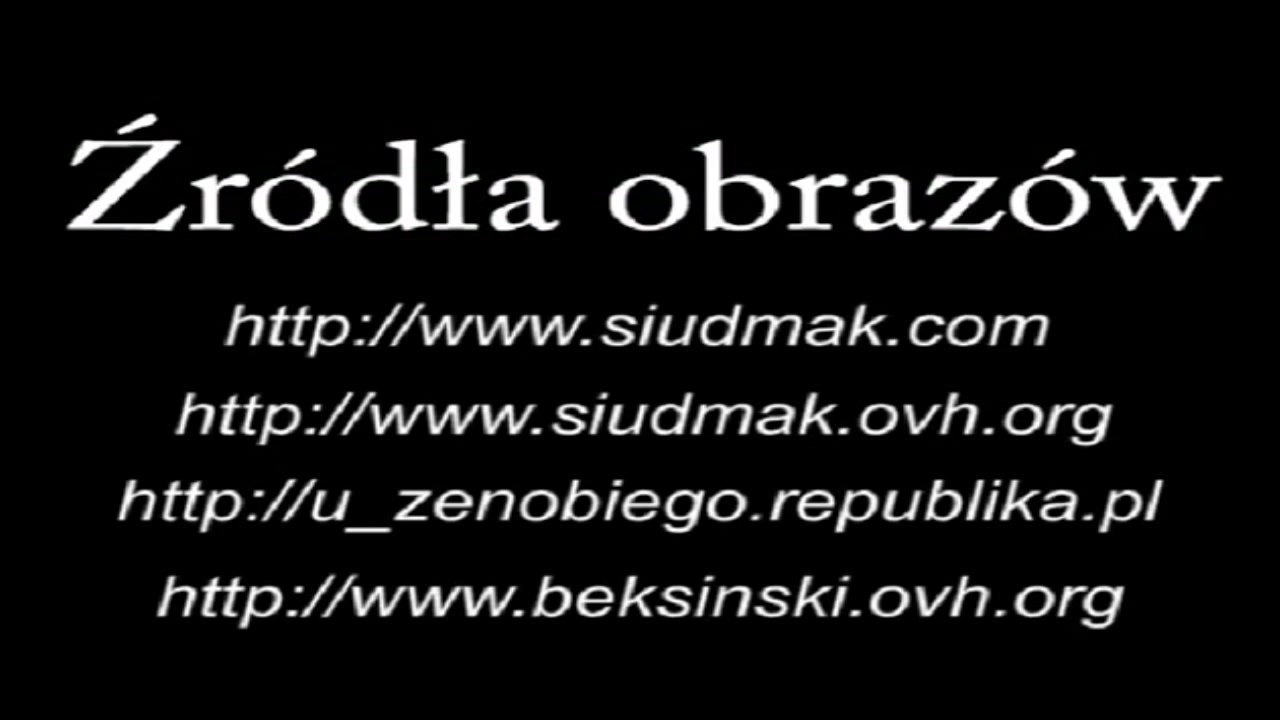 Źródła obrazów
http://www.siudmak.com
http://www.siudmak.ovh.org
http://u_zenobiego.republika.pl
http://www.beksinski.ovh.org